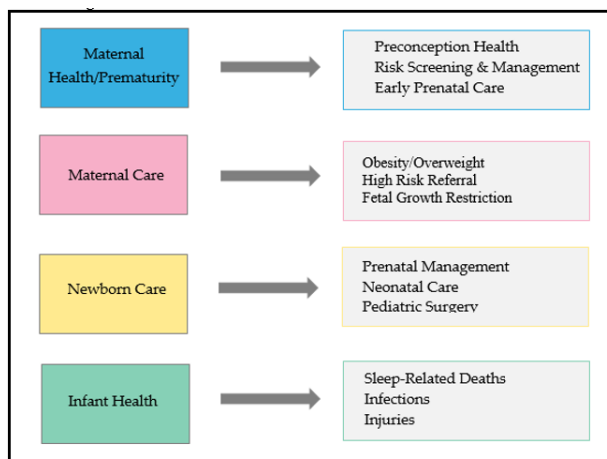 Maternal
Health/Prematurity
Preconception Health
Risk Screening & Management
Early Prenatal Care
Maternal Care
Obesity/Overweight
High Risk Referral
Fetal Growth Restriction
Newborn Care
Prenatal Management
Neonatal Care
Pediatric Surgery
Infant Health
Sleep-Related Deaths
Infections
Injuries